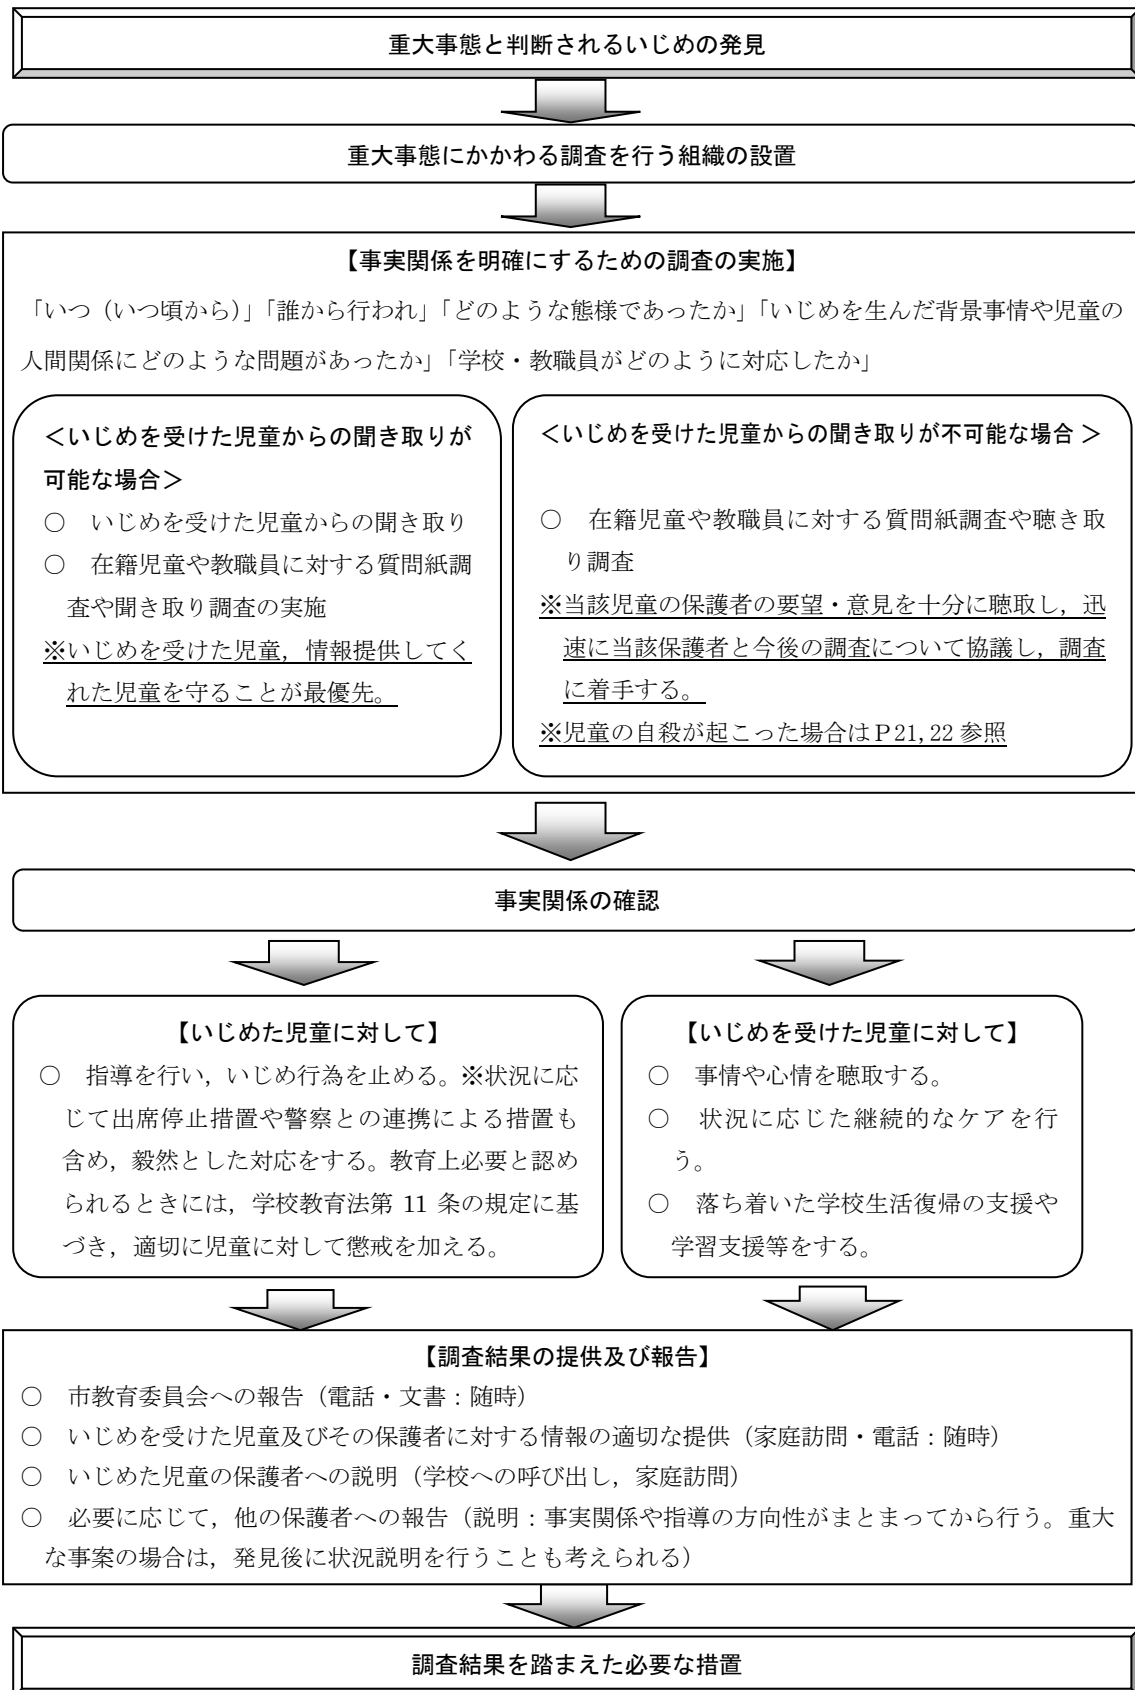 重大事態と判断されるいじめの発見
重大事態にかかわる調査を行う組織の設置
【事実関係を明確にするための調査の実施】
「いつ（いつ頃から）」「誰から行われ」「どのような態様であったか」「いじめを生んだ背景事情や児童の
人間関係にどのような問題があったか」「学校・教職員がどのように対応したか」
＜いじめを受けた児童からの聞き取りが
可能な場合＞
○　いじめを受けた児童からの聞き取り
○　在籍児童や教職員に対する質問紙調
査や聞き取り調査の実施
※いじめを受けた児童，情報提供してく
れた児童を守ることが最優先。
＜いじめを受けた児童からの聞き取りが不可能な場合 ＞
○　在籍児童や教職員に対する質問紙調査や聴き取
り調査
※当該児童の保護者の要望・意見を十分に聴取し，迅
速に当該保護者と今後の調査について協議し，調査
に着手する。
※児童の自殺が起こった場合はＰ21, 22 参照
事実関係の確認
【いじめた児童に対して】
○　指導を行い，いじめ行為を止める。※状況に応
じて出席停止措置や警察との連携による措置も
含め，毅然とした対応をする。教育上必要と認め
られるときには，学校教育法第 11 条の規定に基
づき，適切に児童に対して懲戒を加える。
【いじめを受けた児童に対して】
○　事情や心情を聴取する。
○　状況に応じた継続的なケアを行
う。
○　落ち着いた学校生活復帰の支援や
学習支援等をする。
【調査結果の提供及び報告】
○　市教育委員会への報告（電話・文書：随時）
○　いじめを受けた児童及びその保護者に対する情報の適切な提供（家庭訪問・電話：随時）
○　いじめた児童の保護者への説明（学校への呼び出し，家庭訪問）
○　必要に応じて，他の保護者への報告（説明：事実関係や指導の方向性がまとまってから行う。重大
な事案の場合は，発見後に状況説明を行うことも考えられる）
調査結果を踏まえた必要な措置